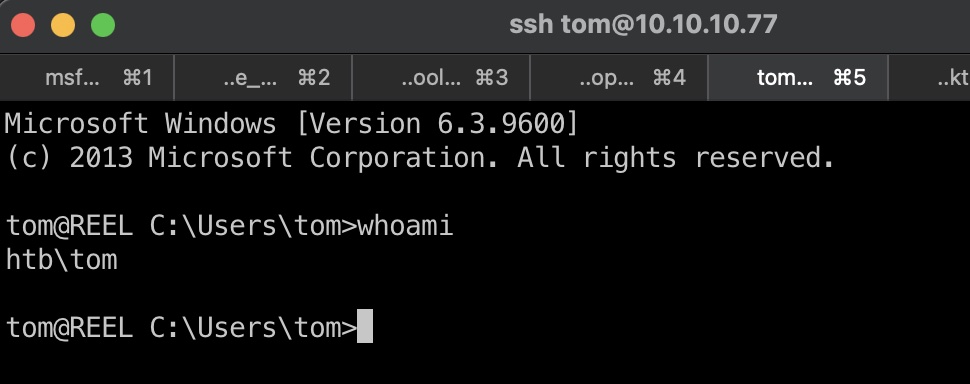 ssh tom@10.10.10.77
msf... ⌘1 ..e_... ⌘2 ..ool... ⌘3 ..op... ⌘4 tom... ⌘5 ..kt
Microsoft Windows [Version 6.3.9600]
(c) 2013 Microsoft Corporation. All rights reserved.
tom@REEL C:\Users\tom>whoami
htb\tom
tom@REEL C:\Users\tom>